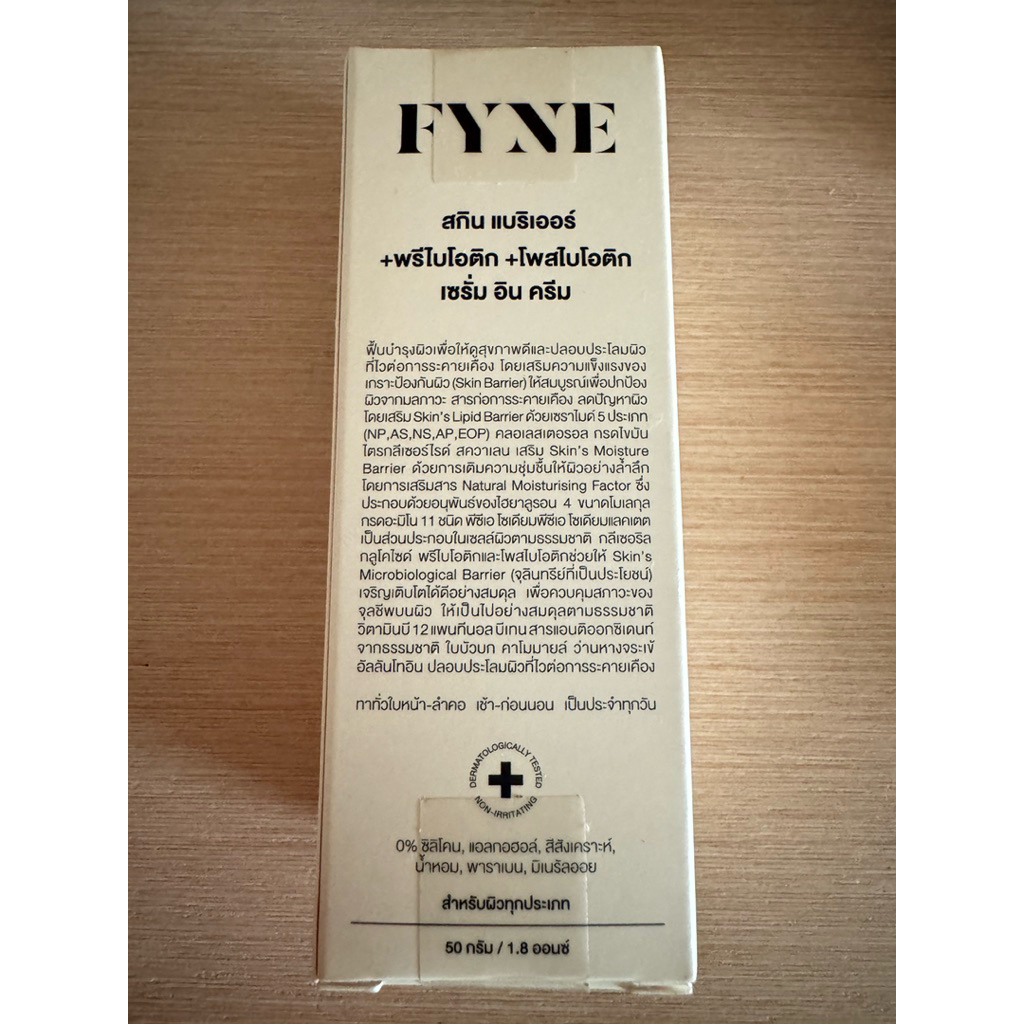 FYNE
สกิน แบริเออร์
+พรีไบโอติก +โพสไบโอติก
เซรั่ม อิน ครีม
ฟื้นบำรุงผิวเพื่อให้ดูสุขภาพดีและปลอบประโลมผิว
ที่ไวต่อการระคายเคือง โดยเสริมความแข็งแรงของ
เกราะป้องกันผิว (Skin Barrier) ให้สมบูรณ์เพื่อปกป้อง
ผิวจากมลภาวะ สารก่อการระคายเคือง ลดปัญหาผิว
โดยเสริม Skin's Lipid Barrier ด้วยเซราไมด์ 5 ประเภท
(NP,AS,NS,AP,EOP) คลอเลสเตอรอล กรดไขมัน
ไตรกลีเซอร์ไรด์ สควาเลน เสริม Skin's Moisture
Barrier ด้วยการเติมความชุ่มชื้นให้ผิวอย่างล้ำลึก
โดยการเสริมสาร Natural Moisturising Factor ซึ่ง
ประกอบด้วยอนุพันธ์ของไฮยาลูรอน 4 ขนาดโมเลกุล
กรดอะมิโน 11 ชนิด พีซีเอ โซเดียมพีซีเอ โซเดียมแลคเตต
เป็นส่วนประกอบในเซลล์ผิวตามธรรมชาติ กลีเซอริล
กลูโคไซด์ พรีไบโอติกและโพสไบโอติกช่วยให้ Skin's
Microbiological Barrier (จุลินทรีย์ที่เป็นประโยชน์)
เจริญเติบโตได้ดีอย่างสมดุล เพื่อควบคุมสภาวะของ
จุลชีพบนผิว ให้เป็นไปอย่างสมดุลตามธรรมชาติ
วิตามินบี 12 แพนทีนอล บีเทน สารแอนติออกซิเดนท์
จากธรรมชาติ ใบบัวบก คาโมมายล์ ว่านหางจระเข้
อัลลันโทอิน ปลอบประโลมผิวที่ไวต่อการระคายเคือง
ทาทั่วใบหน้า-ลำคอ เช้า-ก่อนนอน เป็นประจำทุกวัน
DERMATOLOGICALLY TESTED
NON-IRRITATING
0% ซิลิโคน, แอลกอฮอล์, สีสังเคราะห์,
น้ำหอม, พาราเบน, มิเนรัลออย
สำหรับผิวทุกประเภท
50 กรัม / 1.8 ออนซ์